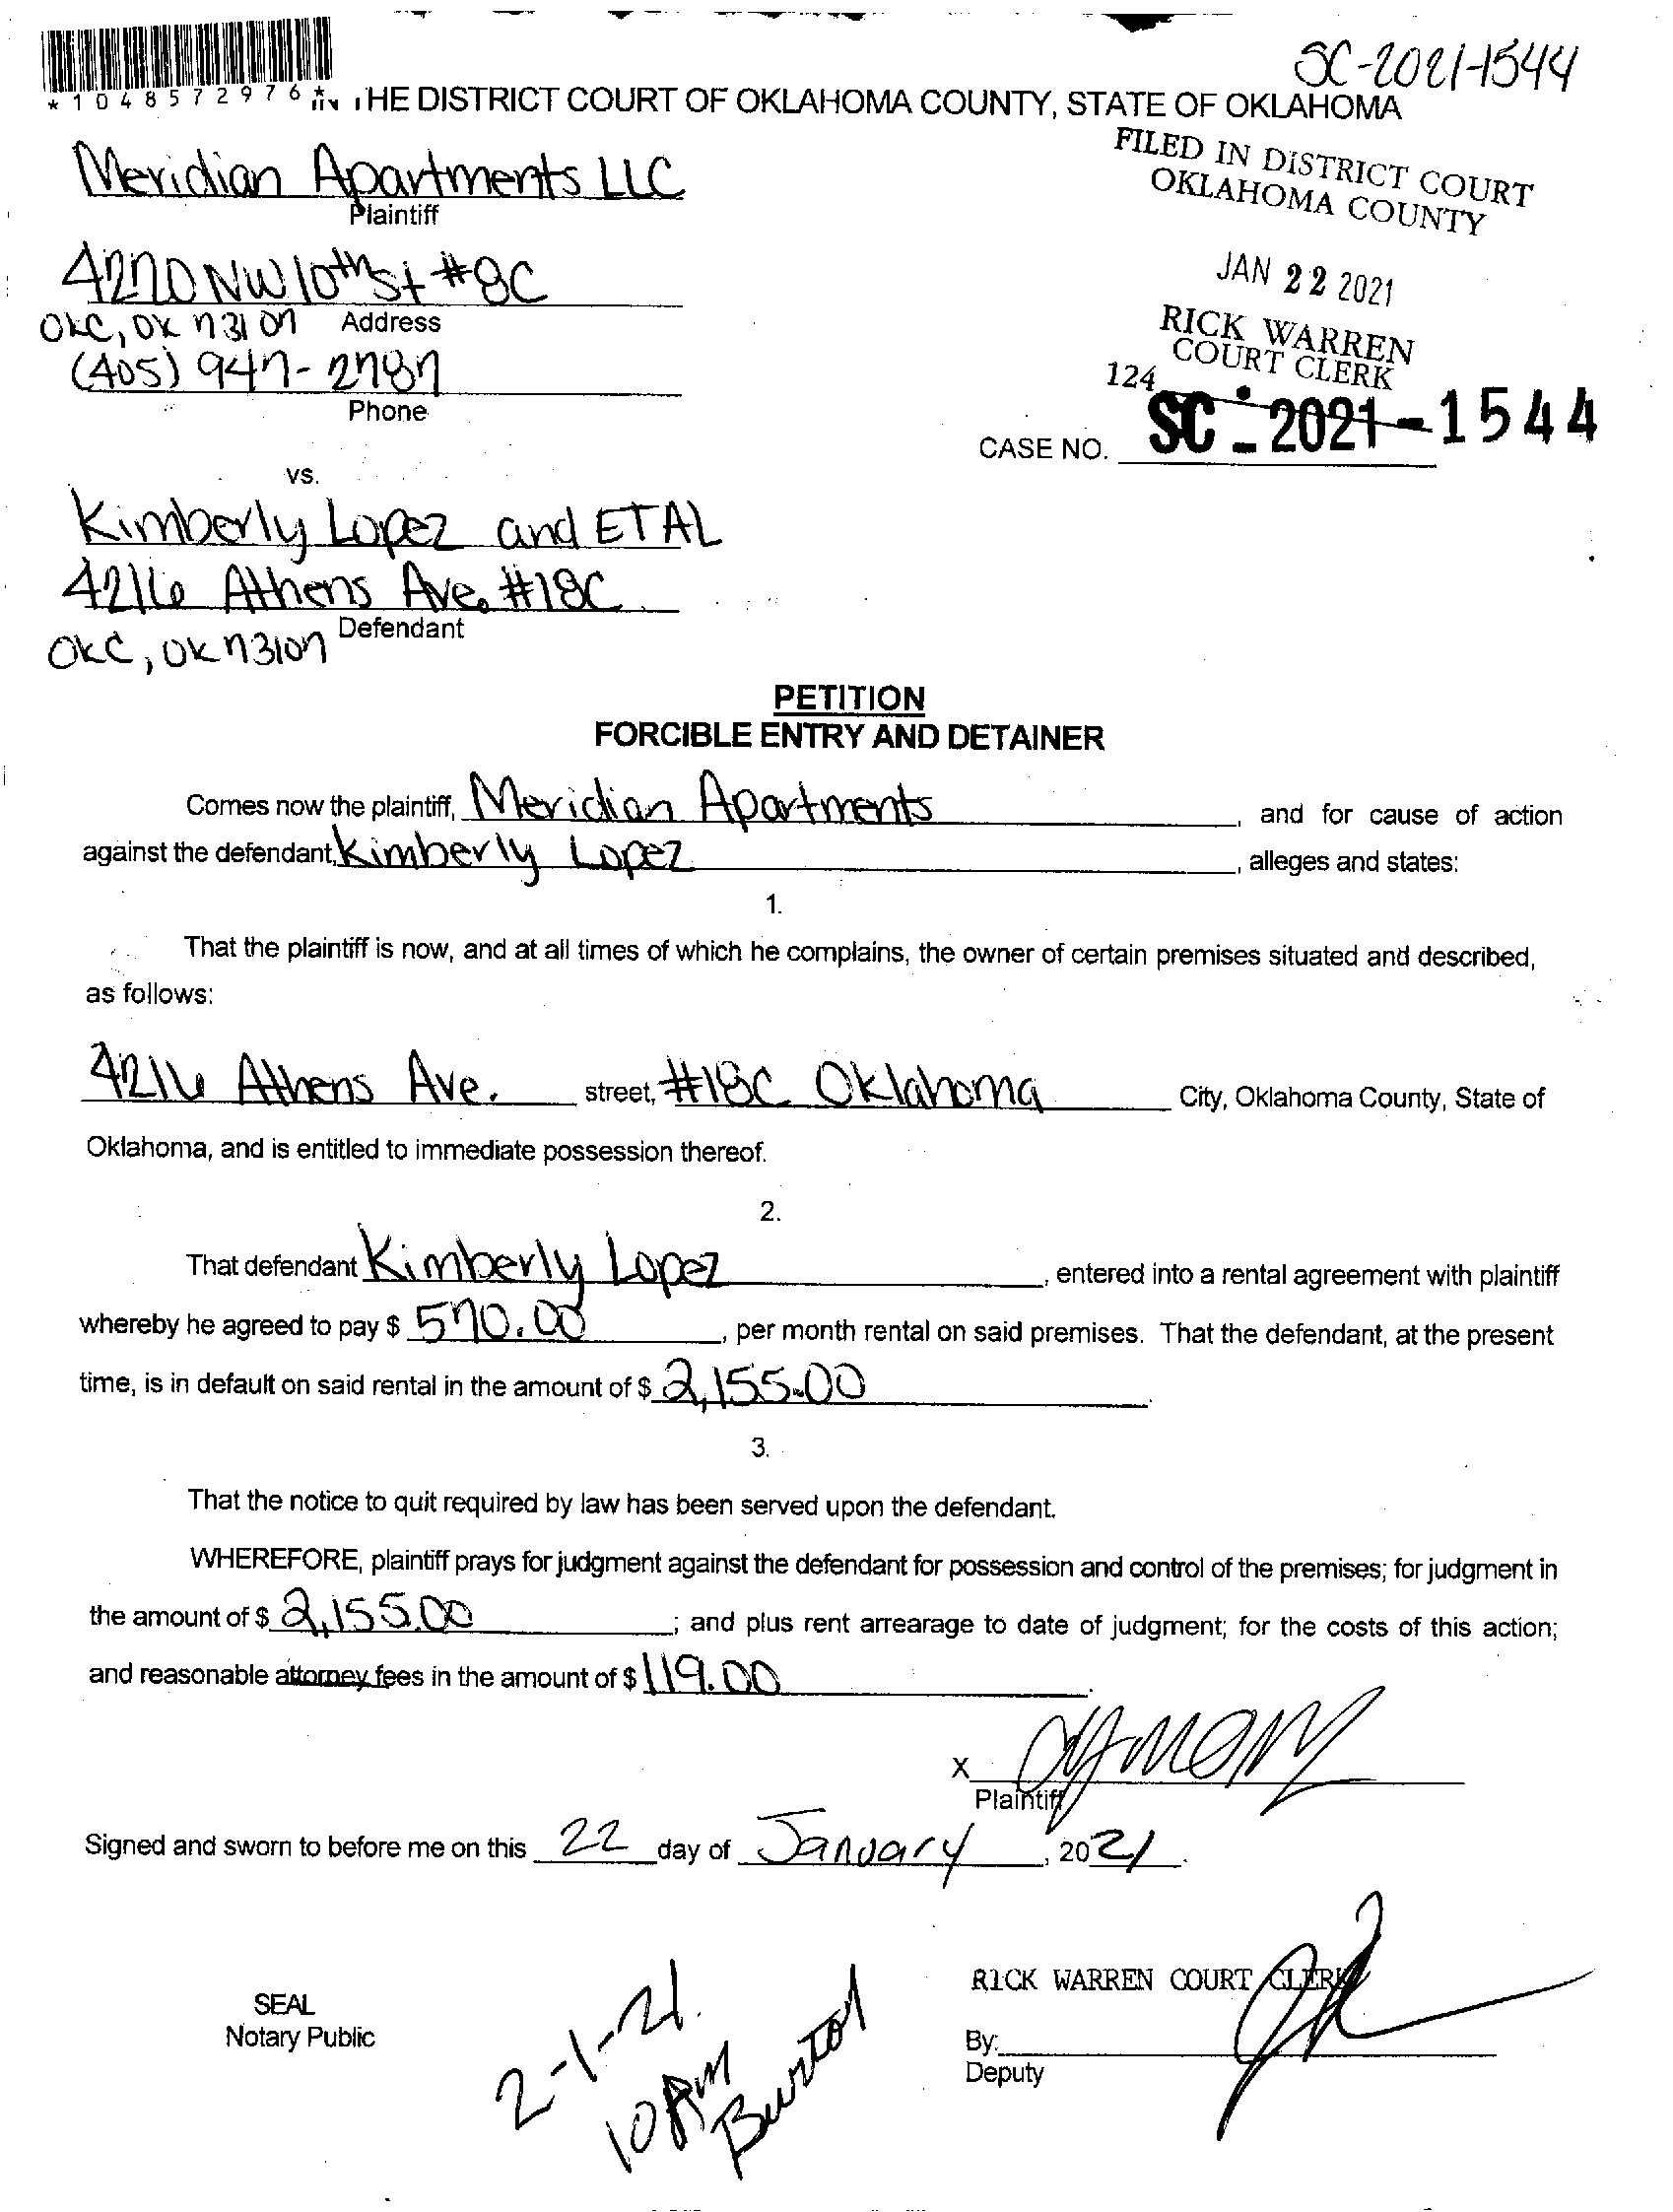 SC-2021-1544
*1048572976*
THE DISTRICT COURT OF OKLAHOMA COUNTY, STATE OF OKLAHOMA
Meridian Apartments LLC
Plaintiff
4270 NW 10th St #8C
OKC, OK 73107 Address
(405) 947-2787
Phone
FILED IN DISTRICT COURT
OKLAHOMA COUNTY
JAN 22 2021
RICK WARREN
COURT CLERK
124
CASE NO. SC-2021-1544
vs.
Kimberly Lopez and ETAL
4216 Athens Ave. #18C
Defendant
OKC, OK 73107
PETITION
FORCIBLE ENTRY AND DETAINER
Comes now the plaintiff, Meridian Apartments, and for cause of action
against the defendant, Kimberly Lopez, alleges and states:
1.
That the plaintiff is now, and at all times of which he complains, the owner of certain premises situated and described,
as follows:
4216 Athens Ave. street, #18C Oklahoma City, Oklahoma County, State of
Oklahoma, and is entitled to immediate possession thereof.
2.
That defendant Kimberly Lopez, entered into a rental agreement with plaintiff
whereby he agreed to pay $ 570.00, per month rental on said premises. That the defendant, at the present
time, is in default on said rental in the amount of $ 2,155.00.
3.
That the notice to quit required by law has been served upon the defendant.
WHEREFORE, plaintiff prays for judgment against the defendant for possession and control of the premises; for judgment in
the amount of $ 2,155.00; and plus rent arrearage to date of judgment; for the costs of this action;
and reasonable attorney fees in the amount of $ 119.00.
X
Plaintiff
Signed and sworn to before me on this 22 day of January, 2021.
RICK WARREN COURT CLERK
SEAL
Notary Public
By:
Deputy
2-1-21
10 AM
Burton